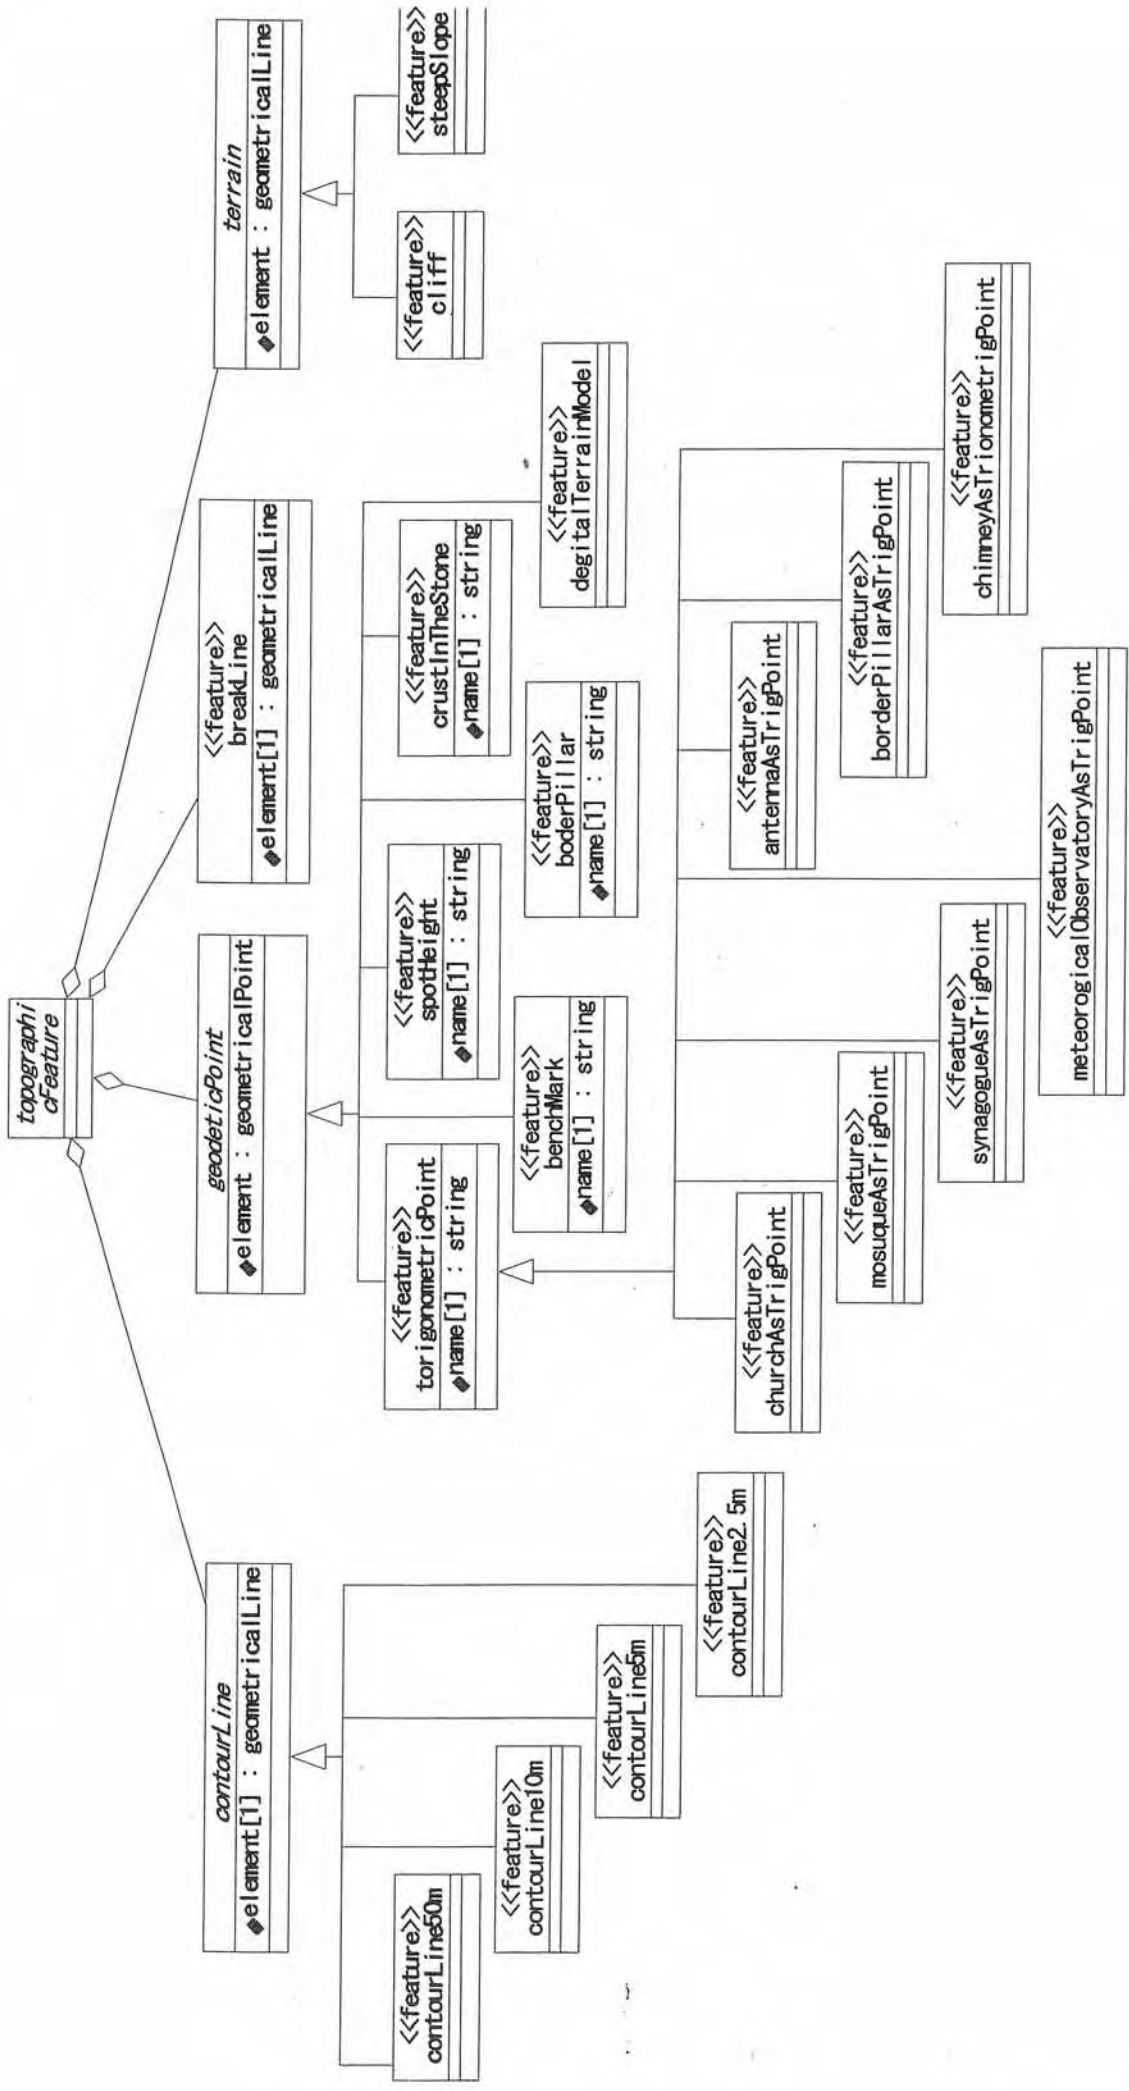 topographi
cFeature
contourLine
element[1] : geometricalLine
geodeticPoint
element : geometricalPoint
<<feature>>
breakLine
element[1] : geometricalLine
terrain
element : geometricalLine
<<feature>>
contourLine50m
<<feature>>
contourLine10m
<<feature>>
contourLine5m
<<feature>>
contourLine2.5m
<<feature>>
torigonometricPoint
name[1] : string
<<feature>>
benchMark
name[1] : string
<<feature>>
spotHeight
name[1] : string
<<feature>>
boderPillar
name[1] : string
<<feature>>
crustInTheStone
name[1] : string
<<feature>>
degitalTerrainModel
<<feature>>
cliff
<<feature>>
steepSlope
<<feature>>
churchAsTrigPoint
<<feature>>
mosuqueAsTrigPoint
<<feature>>
synagogueAsTrigPoint
<<feature>>
meteorogicalObservatoryAsTrigPoint
<<feature>>
antennaAsTrigPoint
<<feature>>
borderPillarAsTrigPoint
<<feature>>
chimneyAsTrionometrigPoint